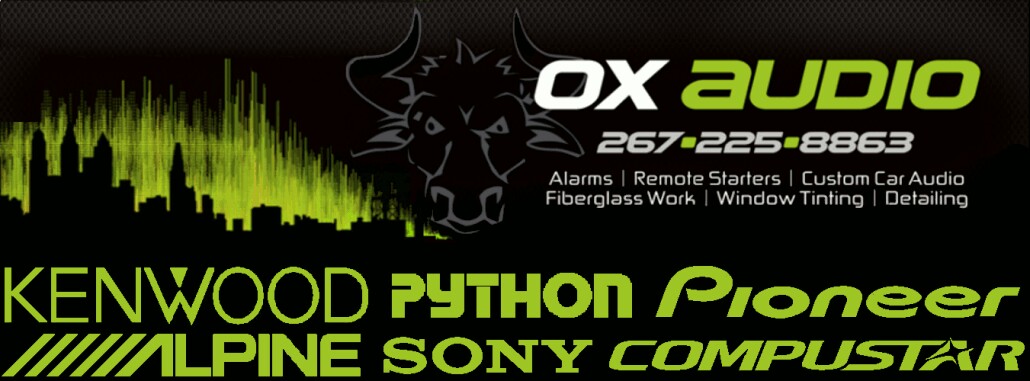 OX AUDIO
267•225•8863
Alarms | Remote Starters | Custom Car Audio
Fiberglass Work | Window Tinting | Detailing
KENWOOD PYTHON Pioneer
ALPINE SONY COMPUSTAR